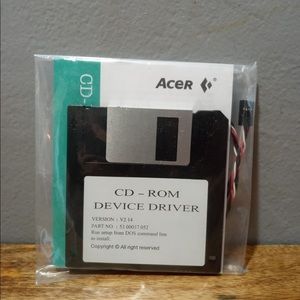 ACER
CD-
CD - ROM
DEVICE DRIVER
VERSION : V2.14
PART NO. : 51.00037.052
Run setup from DOS command line
to install.
Copyright © All right reserved